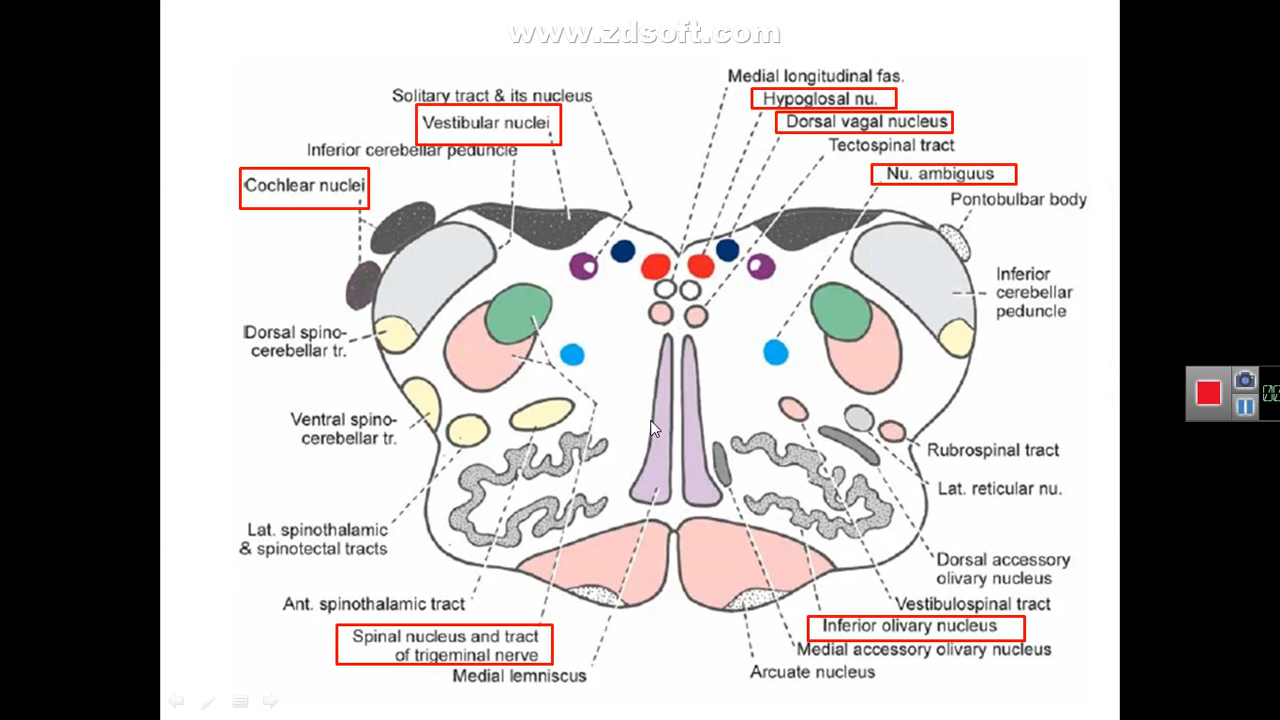 www.zdsoft.com
Medial longitudinal fas.
Solitary tract & its nucleus
Hypoglosal nu.
Vestibular nuclei
Dorsal vagal nucleus
Inferior cerebellar peduncle
Tectospinal tract
Cochlear nuclei
Nu. ambiguus
Pontobulbar body
Inferior
cerebellar
peduncle
Dorsal spino-
cerebellar tr.
Ventral spino-
cerebellar tr.
Rubrospinal tract
Lat. reticular nu.
Lat. spinothalamic
& spinotectal tracts
Dorsal accessory
olivary nucleus
Ant. spinothalamic tract
Vestibulospinal tract
Spinal nucleus and tract
of trigeminal nerve
Inferior olivary nucleus
Medial accessory olivary nucleus
Medial lemniscus
Arcuate nucleus